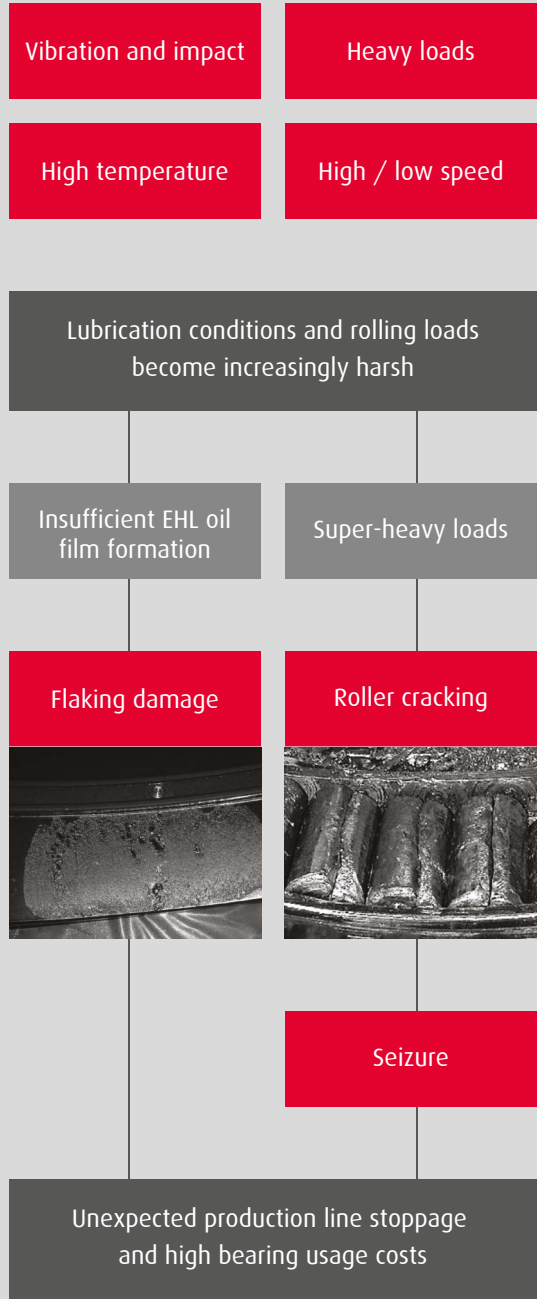 Vibration and impact
Heavy loads
High temperature
High / low speed
Lubrication conditions and rolling loads
become increasingly harsh
Insufficient EHL oil
film formation
Super-heavy loads
Flaking damage
Roller cracking
Seizure
Unexpected production line stoppage
and high bearing usage costs